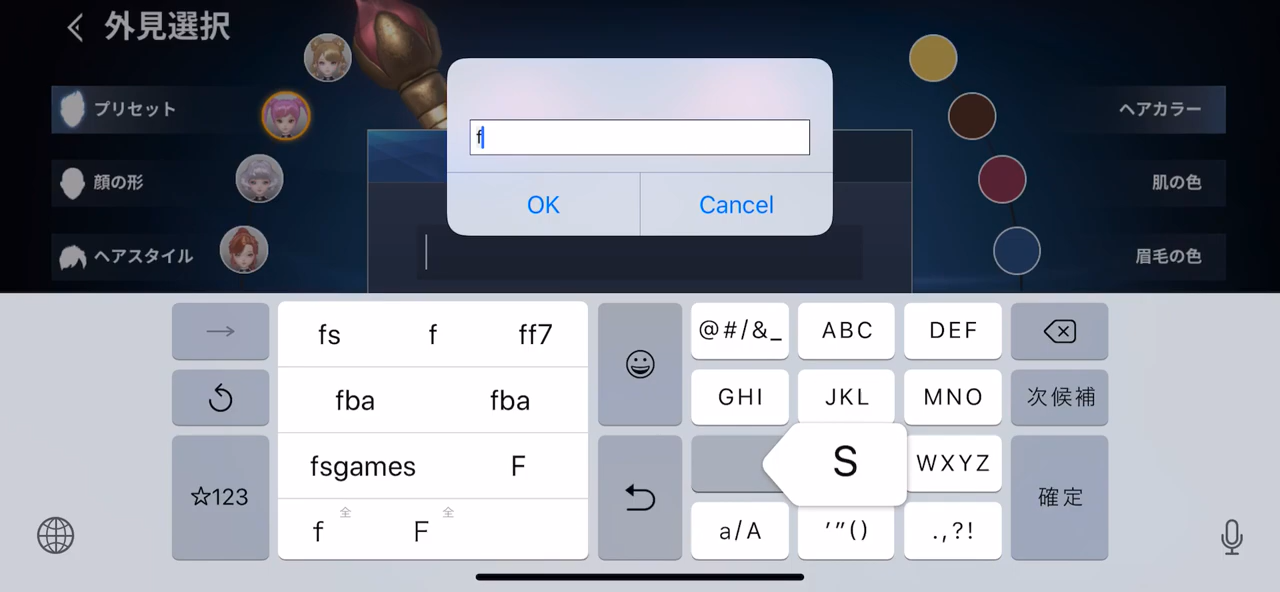 外見選択
プリセット
顔の形
ヘアスタイル
ヘアカラー
肌の色
眉毛の色
f
OK
Cancel
→
☆123
fs f ff7
fba fba
fsgames F
f 全 F 全
@#/&_ ABC DEF
GHI JKL MNO
S WXYZ
a/A ’”() .,?!
次候補
確定